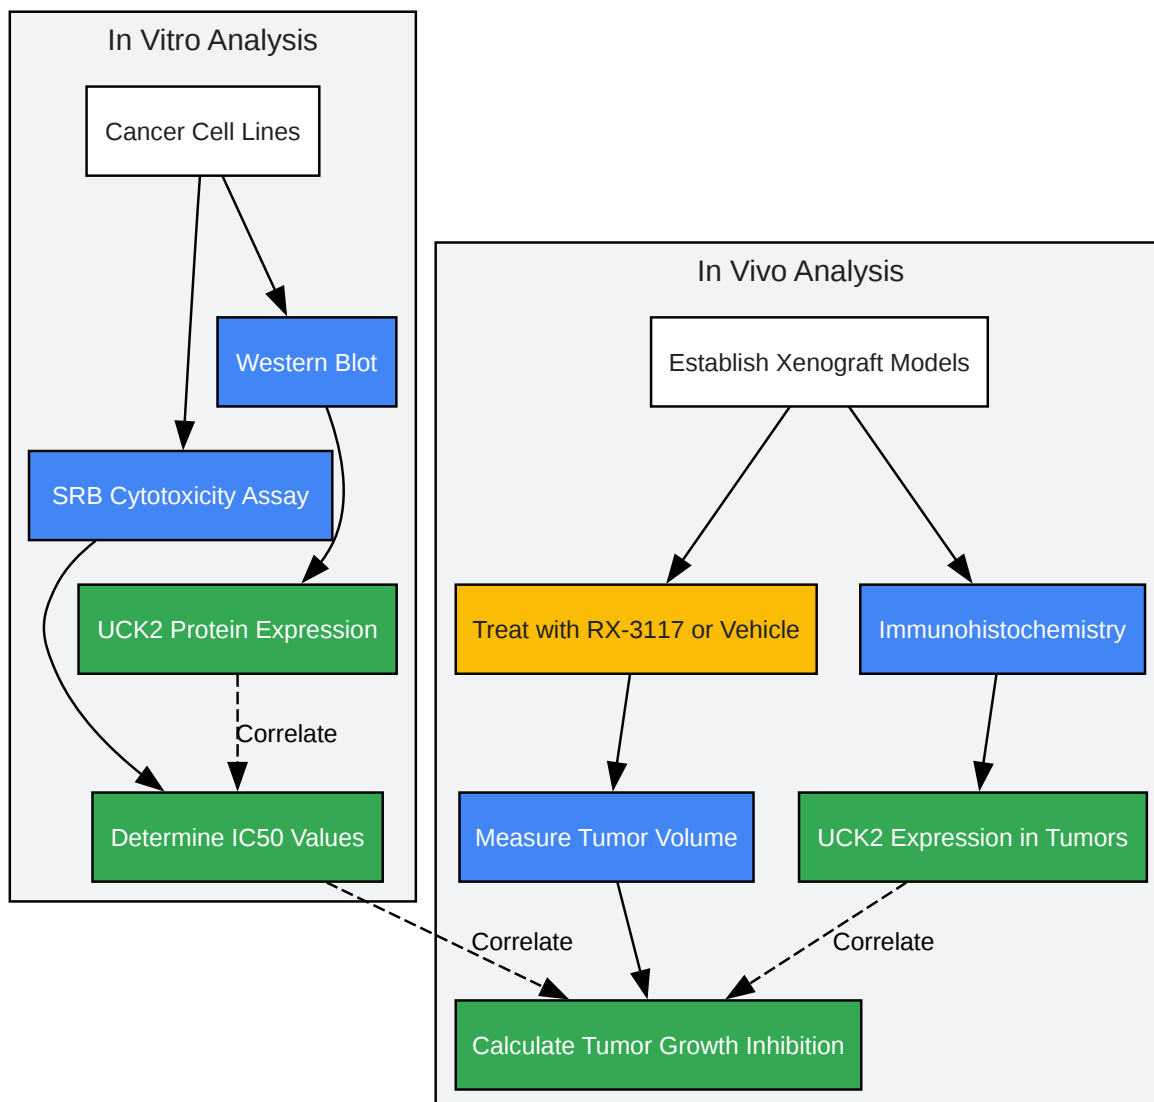 In Vitro Analysis
Cancer Cell Lines
Western Blot
SRB Cytotoxicity Assay
UCK2 Protein Expression
Correlate
Determine IC50 Values
In Vivo Analysis
Establish Xenograft Models
Treat with RX-3117 or Vehicle
Immunohistochemistry
Measure Tumor Volume
UCK2 Expression in Tumors
Correlate
Correlate
Calculate Tumor Growth Inhibition